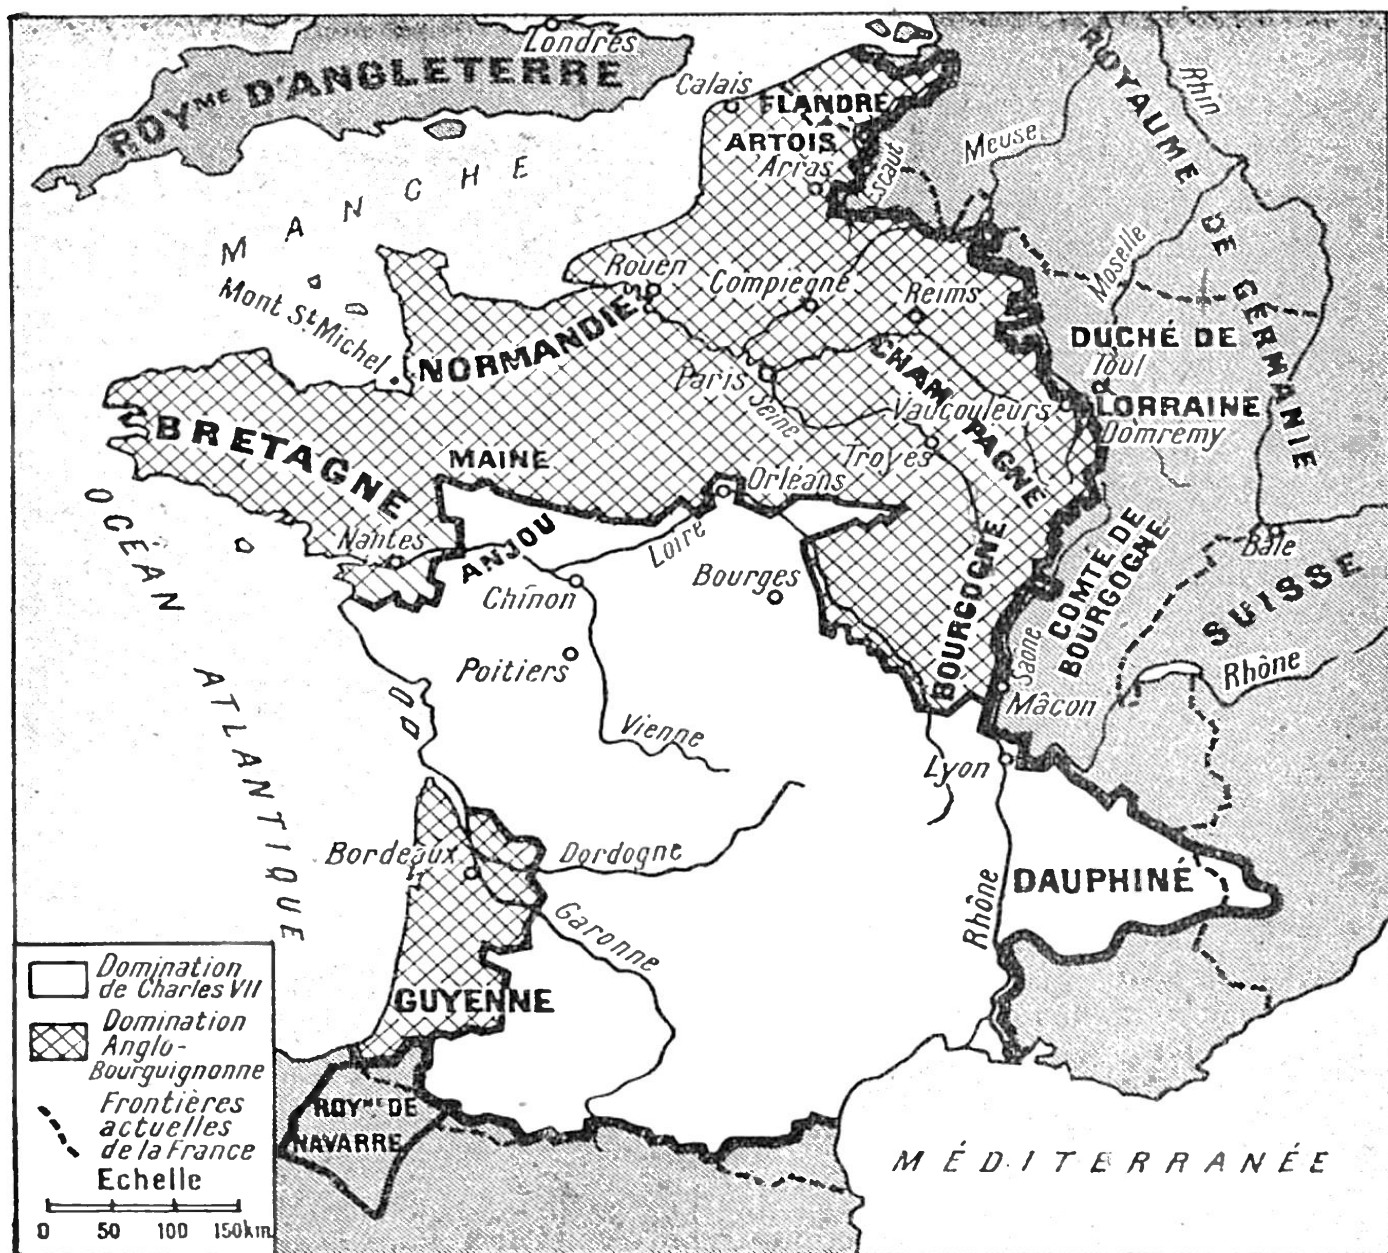 Londres
ROYME D'ANGLETERRE
Calais
FLANDRE
ARTOIS
Arras
Escaut
Meuse
Rhin
ROYAUME DE GERMANIE
MANCHE
Mont St Michel
Rouen
Compiegne
Reims
Moselle
NORMANDIE
Paris
Seine
CHAMPAGNE
DUCHÉ DE
Toul
LORRAINE
Vaucouleurs
Domremy
Troyes
BRETAGNE
MAINE
Orléans
Nantes
ANJOU
Loire
Chinon
Bourges
BOURGOGNE
COMTÉ DE
BOURGOGNE
Bâle
SUISSE
Rhône
OCÉAN ATLANTIQUE
Poitiers
Vienne
Saône
Mâcon
Lyon
Bordeaux
Dordogne
Garonne
Rhône
DAUPHINÉ
GUYENNE
ROYME DE
NAVARRE
MÉDITERRANÉE
Domination
de Charles VII
Domination
Anglo-
Bourguignonne
Frontières
actuelles
de la France
Echelle
0 50 100 150km.